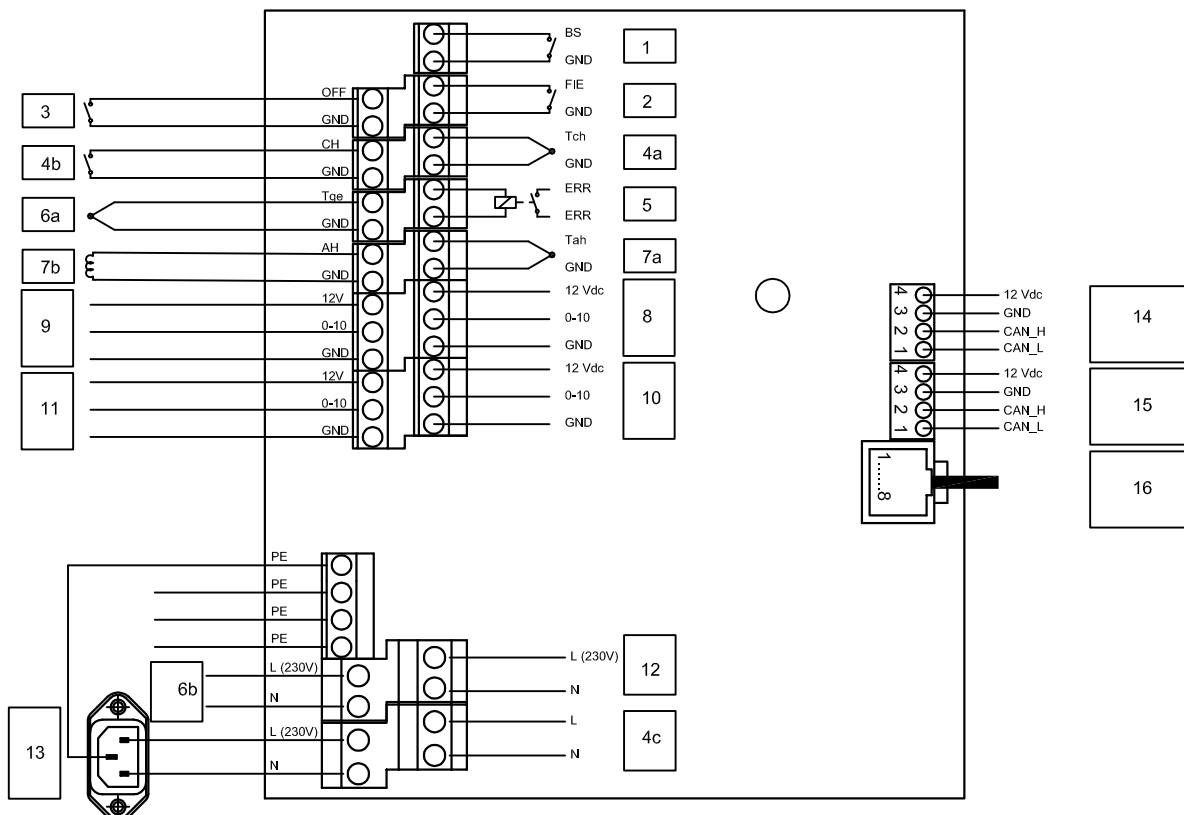 BS
1
GND
FIE
2
GND
OFF
3
GND
Tch
4a
GND
CH
4b
GND
ERR
5
ERR
Tge
6a
GND
Tah
7a
GND
AH
7b
GND
12 Vdc
0-10
8
GND
12V
9
0-10
GND
12 Vdc
0-10
10
GND
12V
11
0-10
GND
4 12 Vdc
3 GND
2 CAN_H
1 CAN_L
14
4 12 Vdc
3 GND
2 CAN_H
1 CAN_L
15
1......8
16
PE
PE
PE
PE
L (230V)
6b
N
L (230V)
12
N
L (230V)
13
N
L
4c
N